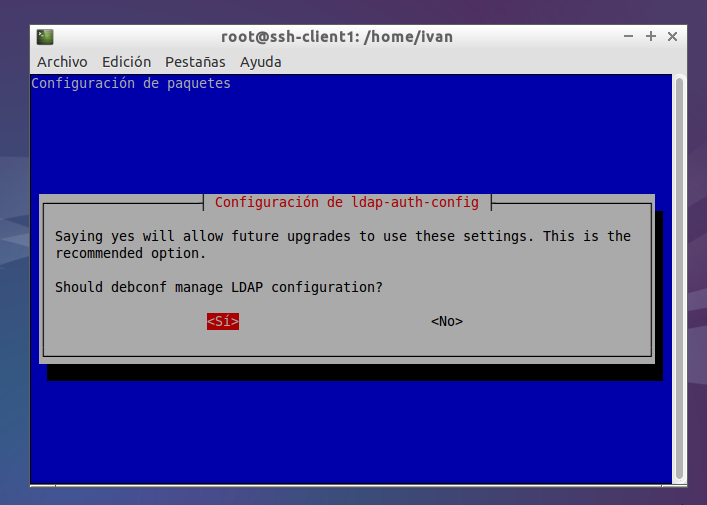 root@ssh-client1: /home/ivan
Archivo Edición Pestañas Ayuda
Configuración de paquetes
Configuración de ldap-auth-config
Saying yes will allow future upgrades to use these settings. This is the
recommended option.
Should debconf manage LDAP configuration?
<Sí> <No>